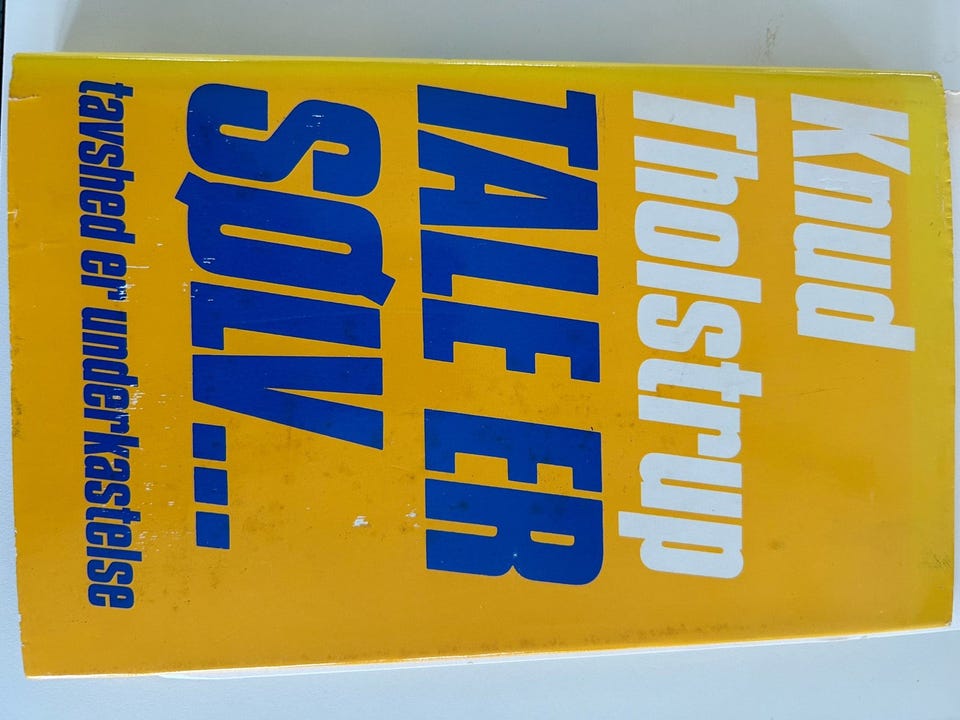 Knud
Tholstrup
TALE ER
SØLV...
tavshed er underkastelse